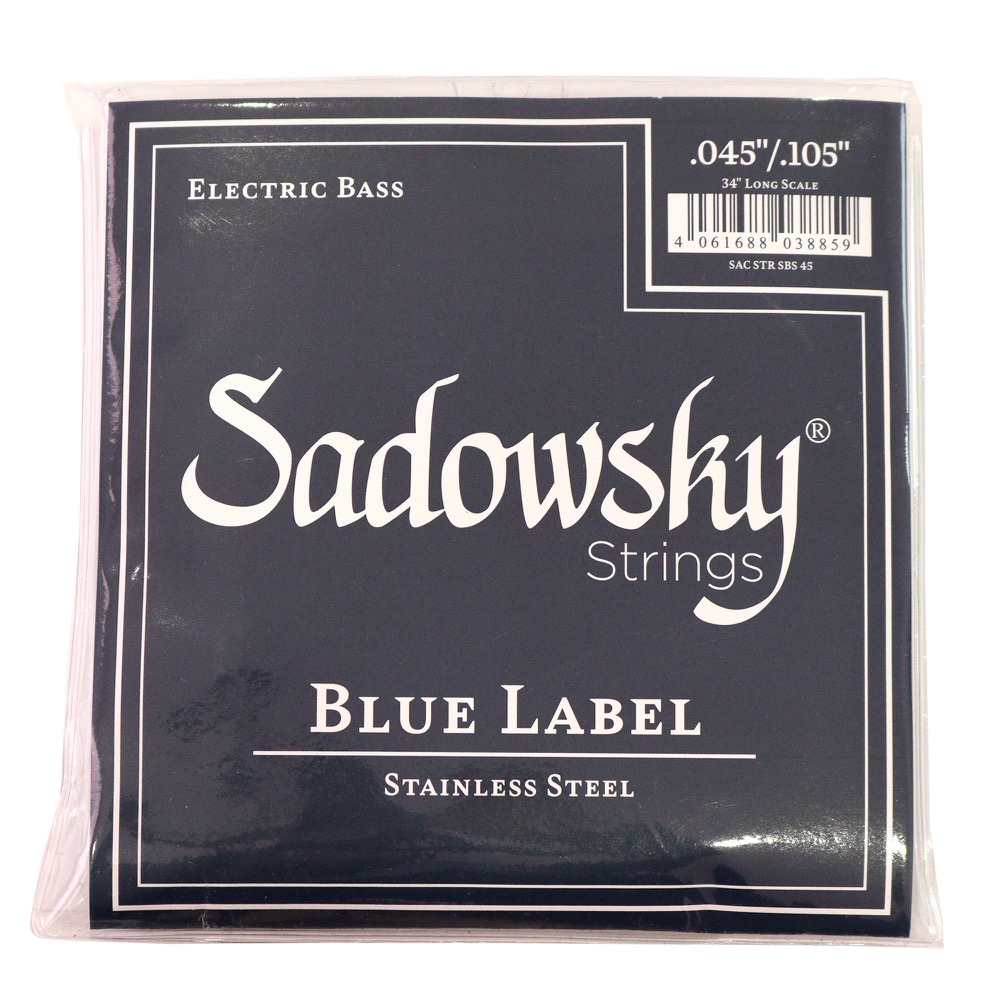 Electric Bass
.045"/.105"
34" Long Scale
4 061688 038859
SAC STR SBS 45
Sadowsky®
Strings
Blue Label
Stainless Steel